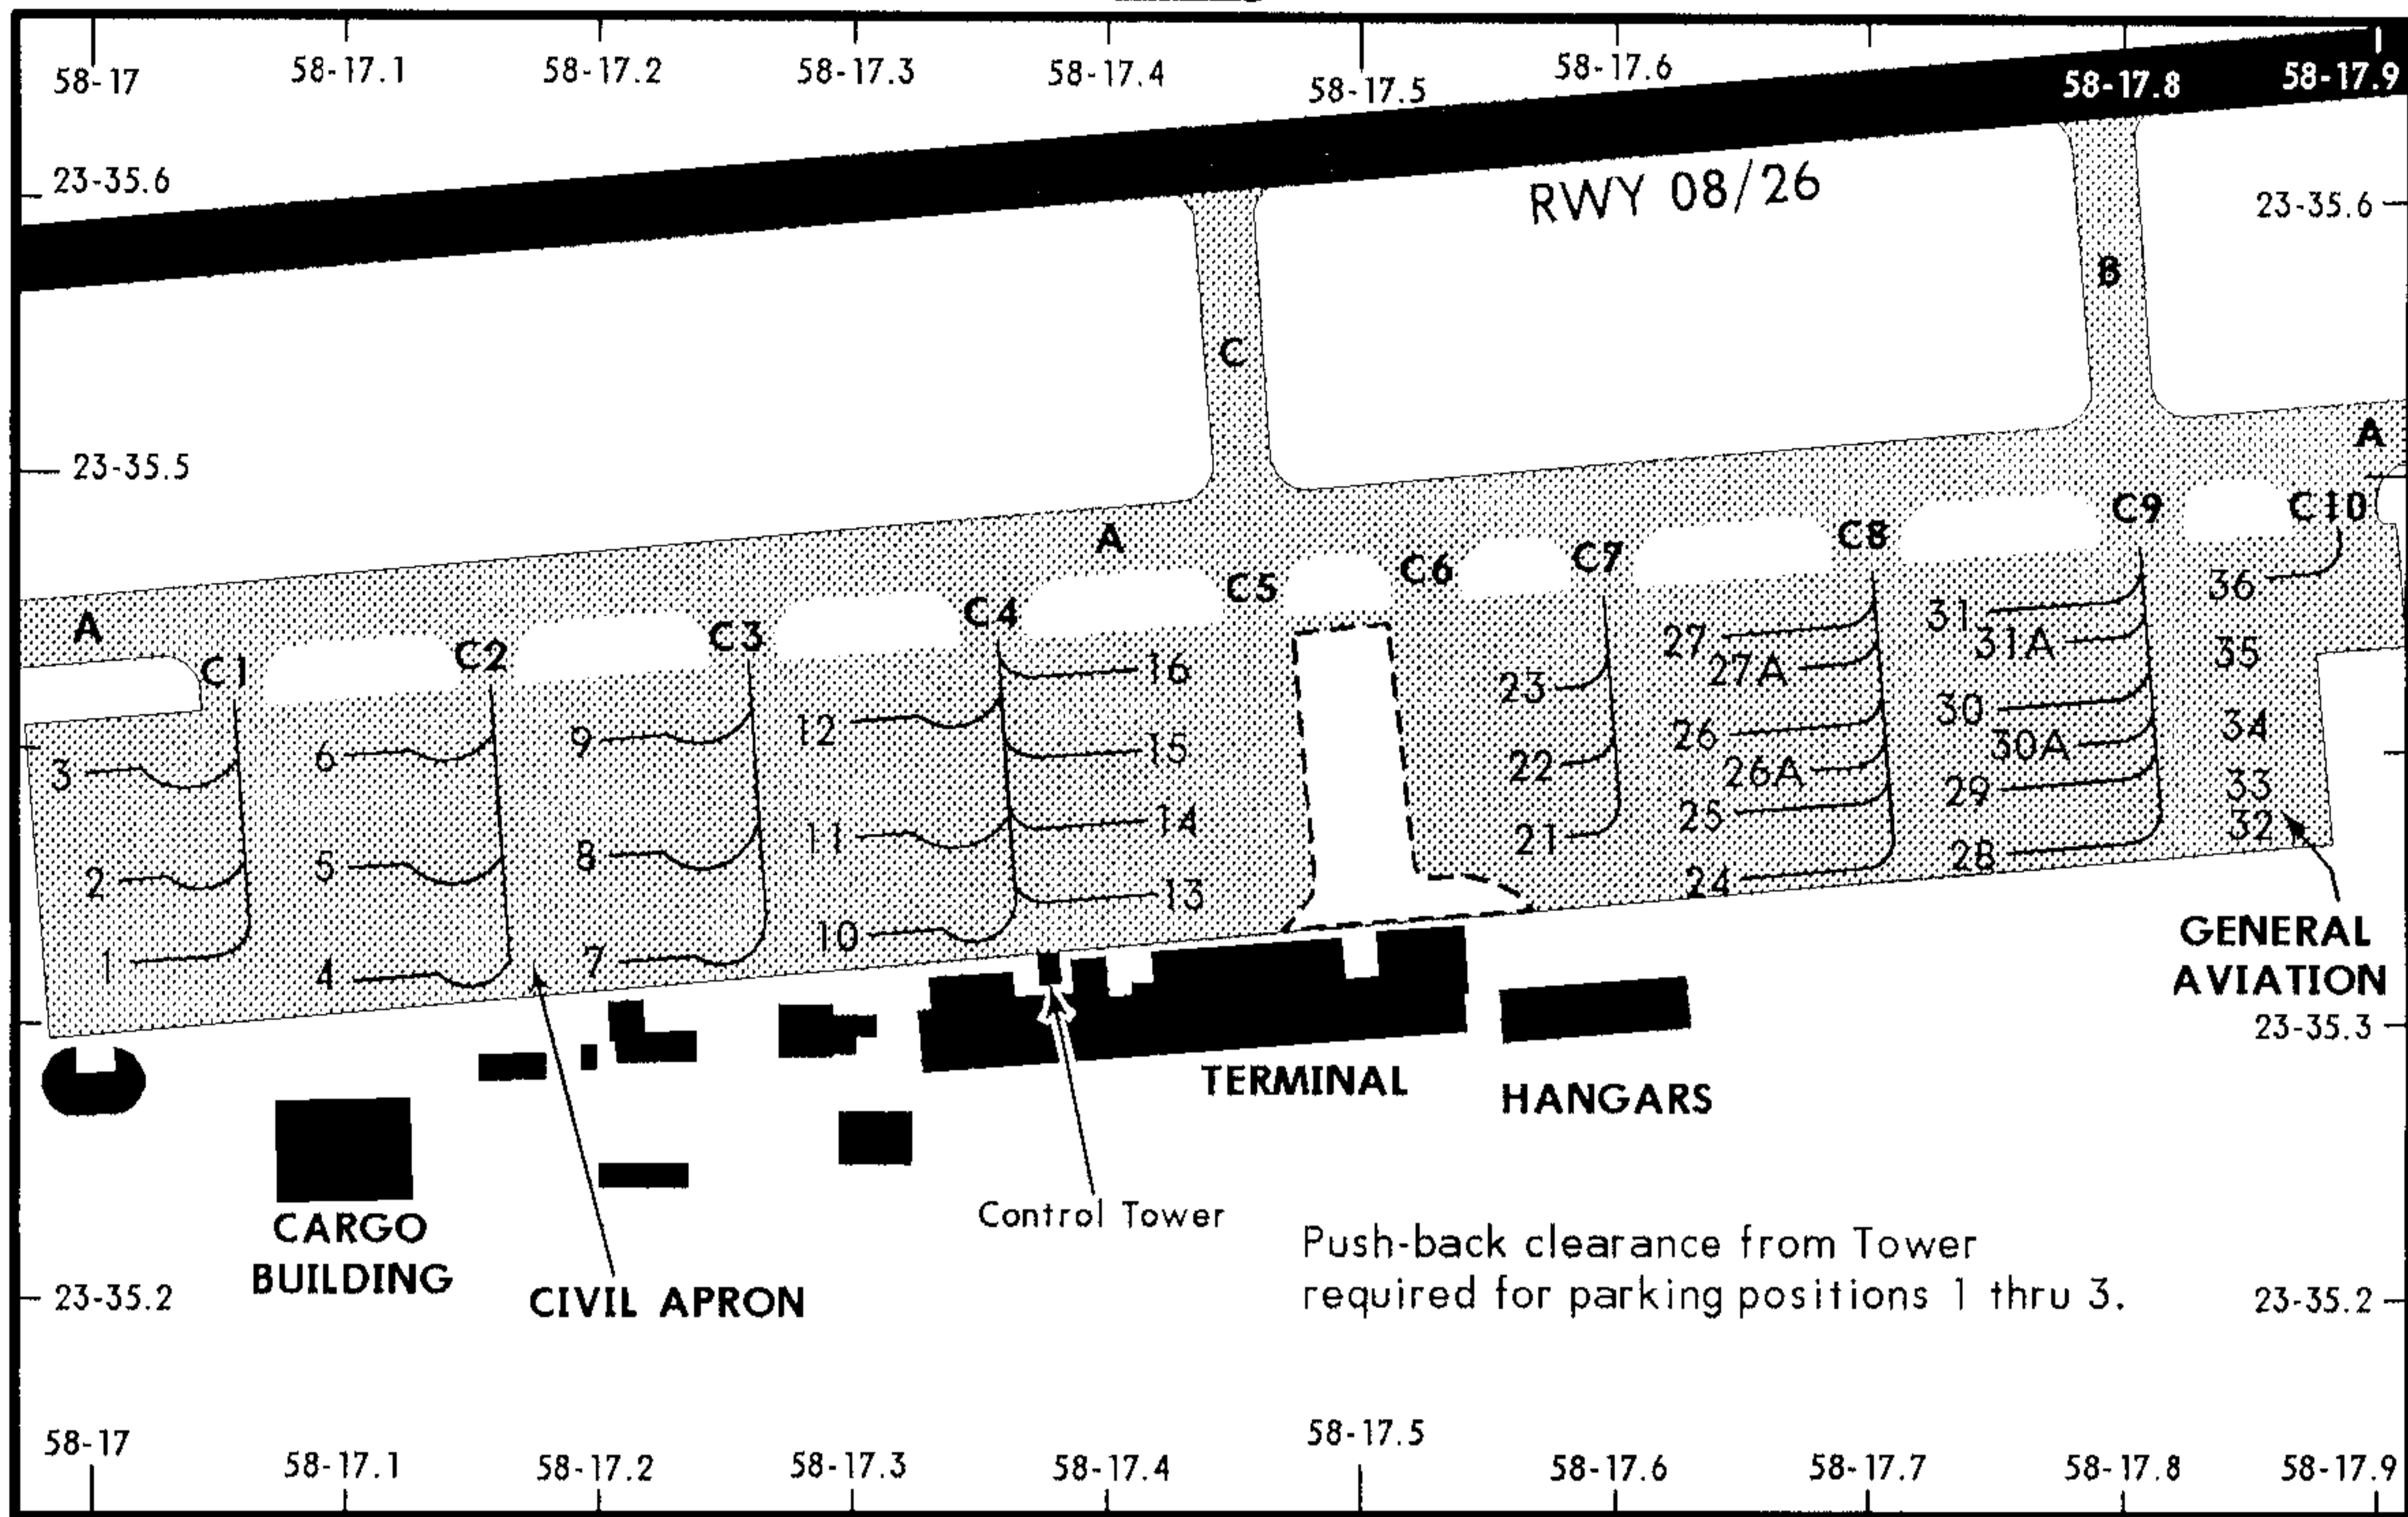 58-17
58-17.1
58-17.2
58-17.3
58-17.4
58-17.5
58-17.6
58-17.8
58-17.9
23-35.6
RWY 08/26
23-35.6
B
C
23-35.5
A
A
A
C1
C2
C3
C4
C5
C6
C7
C8
C9
C10
36
31
31A
35
27
27A
16
23
30
34
12
26
30A
9
15
6
22
26A
3
29
33
25
14
32
11
21
28
8
5
24
2
13
10
1
7
4
GENERAL
AVIATION
23-35.3
TERMINAL
HANGARS
CARGO
BUILDING
Control Tower
CIVIL APRON
Push-back clearance from Tower
required for parking positions 1 thru 3.
23-35.2
23-35.2
58-17
58-17.1
58-17.2
58-17.3
58-17.4
58-17.5
58-17.6
58-17.7
58-17.8
58-17.9